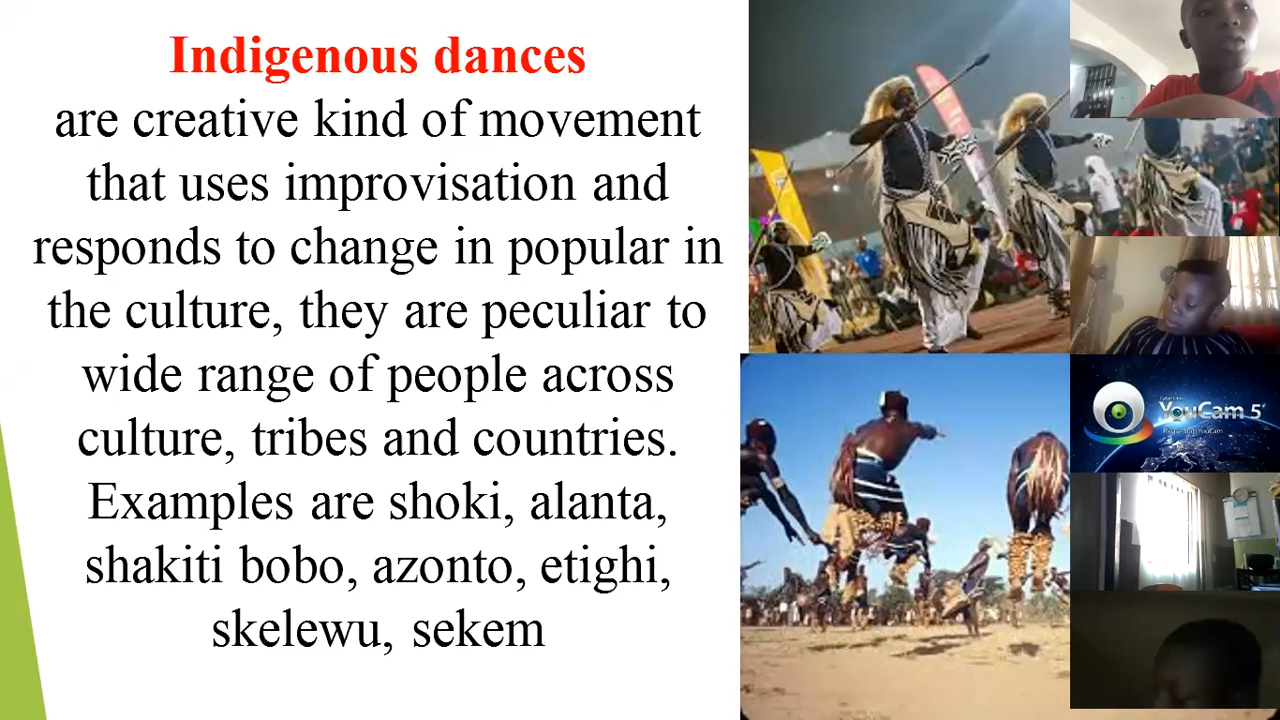 Indigenous dances
are creative kind of movement
that uses improvisation and
responds to change in popular in
the culture, they are peculiar to
wide range of people across
culture, tribes and countries.
Examples are shoki, alanta,
shakiti bobo, azonto, etighi,
skelewu, sekem
YouCam 5